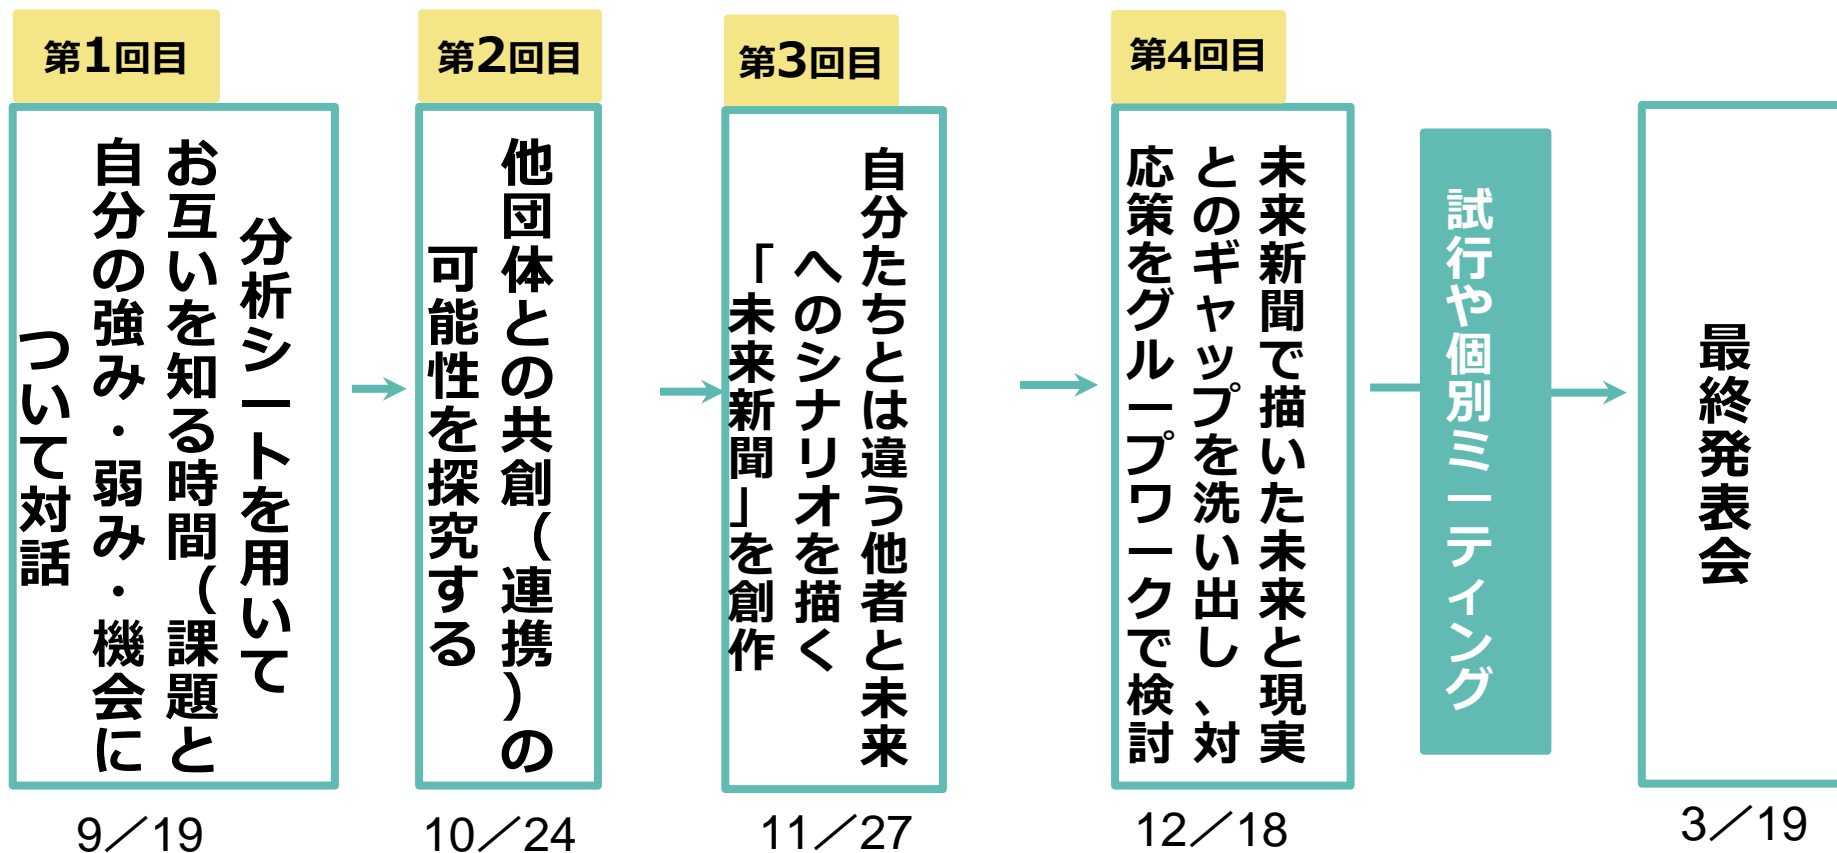 第1回目
分析シートを用いて
お互いを知る時間（課題と
自分の強み・弱み・機会に
ついて対話
9／19
第2回目
他団体との共創（連携）の
可能性を探究する
10／24
第3回目
自分たちとは違う他者と未来
へのシナリオを描く
「未来新聞」を創作
11／27
第4回目
未来新聞で描いた未来と現実
とのギャップを洗い出し、対
応策をグループワークで検討
12／18
試行や個別ミーティング
最終発表会
3／19